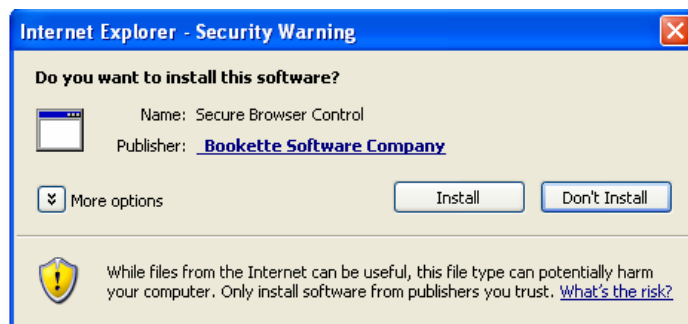 Internet Explorer - Security Warning
Do you want to install this software?
Name: Secure Browser Control
Publisher: Bookette Software Company
More options
Install
Don't Install
While files from the Internet can be useful, this file type can potentially harm
your computer. Only install software from publishers you trust. What's the risk?